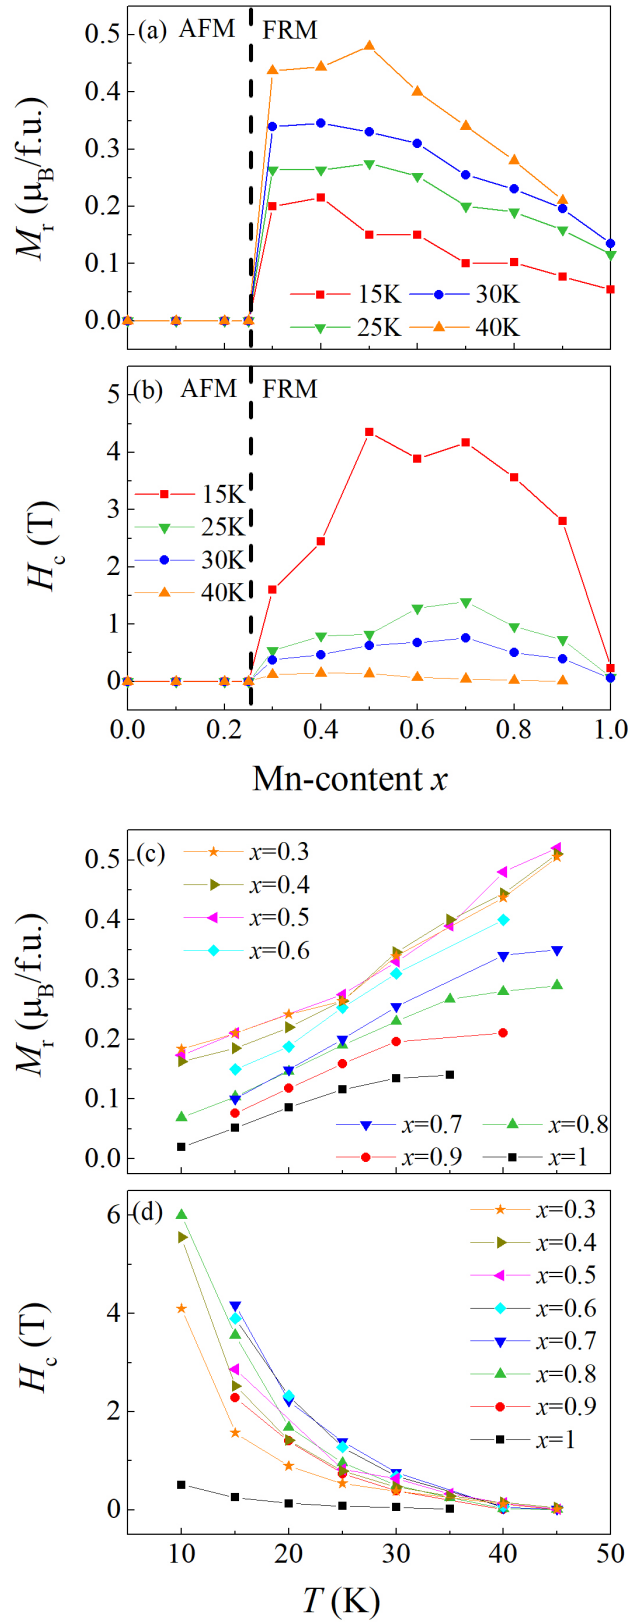 (a) AFM FRM
0.5
0.4
0.3
0.2
0.1
0.0
M_r (μ_B/f.u.)
15K 30K
25K 40K
(b) AFM FRM
5
4
3
2
1
0
H_c (T)
15K
25K
30K
40K
0.0 0.2 0.4 0.6 0.8 1.0
Mn-content x
(c)
0.5
0.4
0.3
0.2
0.1
0.0
M_r (μ_B/f.u.)
x=0.3
x=0.4
x=0.5
x=0.6
x=0.7 x=0.8
x=0.9 x=1
(d)
6
4
2
0
H_c (T)
x=0.3
x=0.4
x=0.5
x=0.6
x=0.7
x=0.8
x=0.9
x=1
10 20 30 40 50
T (K)